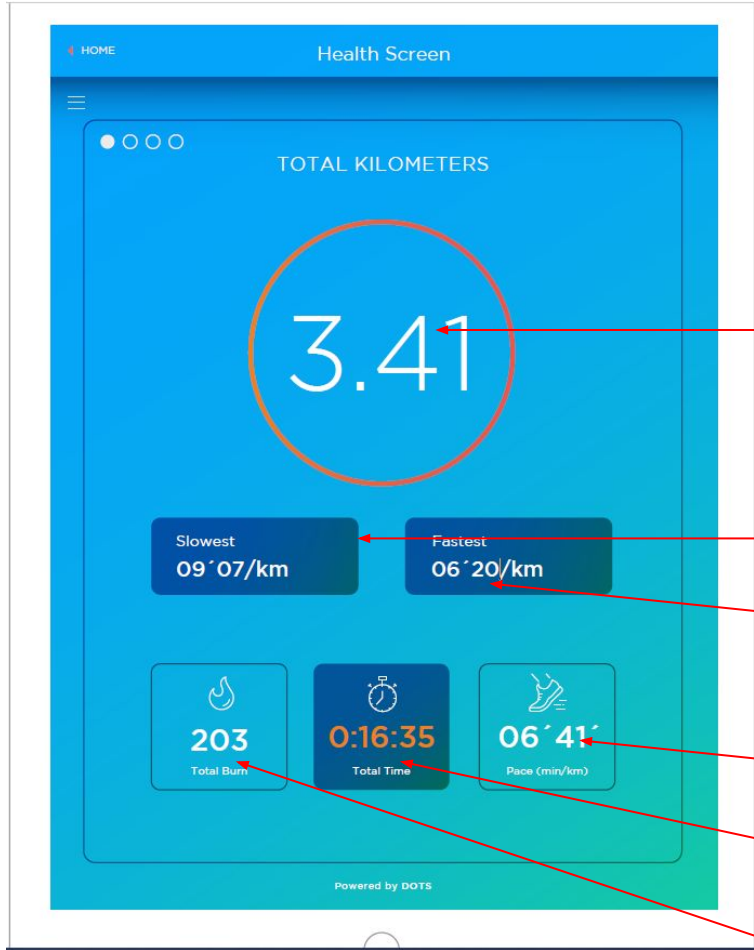 HOME
Health Screen
TOTAL KILOMETERS
3.41
Slowest
09´07/km
Fastest
06´20/km
203
Total Burn
0:16:35
Total Time
06´41´
Pace (min/km)
Powered by DOTS